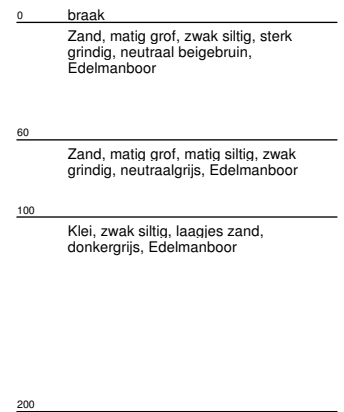 0 braak
Zand, matig grof, zwak siltig, sterk
grindig, neutraal beigebruin,
Edelmanboor
60
Zand, matig grof, matig siltig, zwak
grindig, neutraalgrijs, Edelmanboor
100
Klei, zwak siltig, laagjes zand,
donkergrijs, Edelmanboor
200